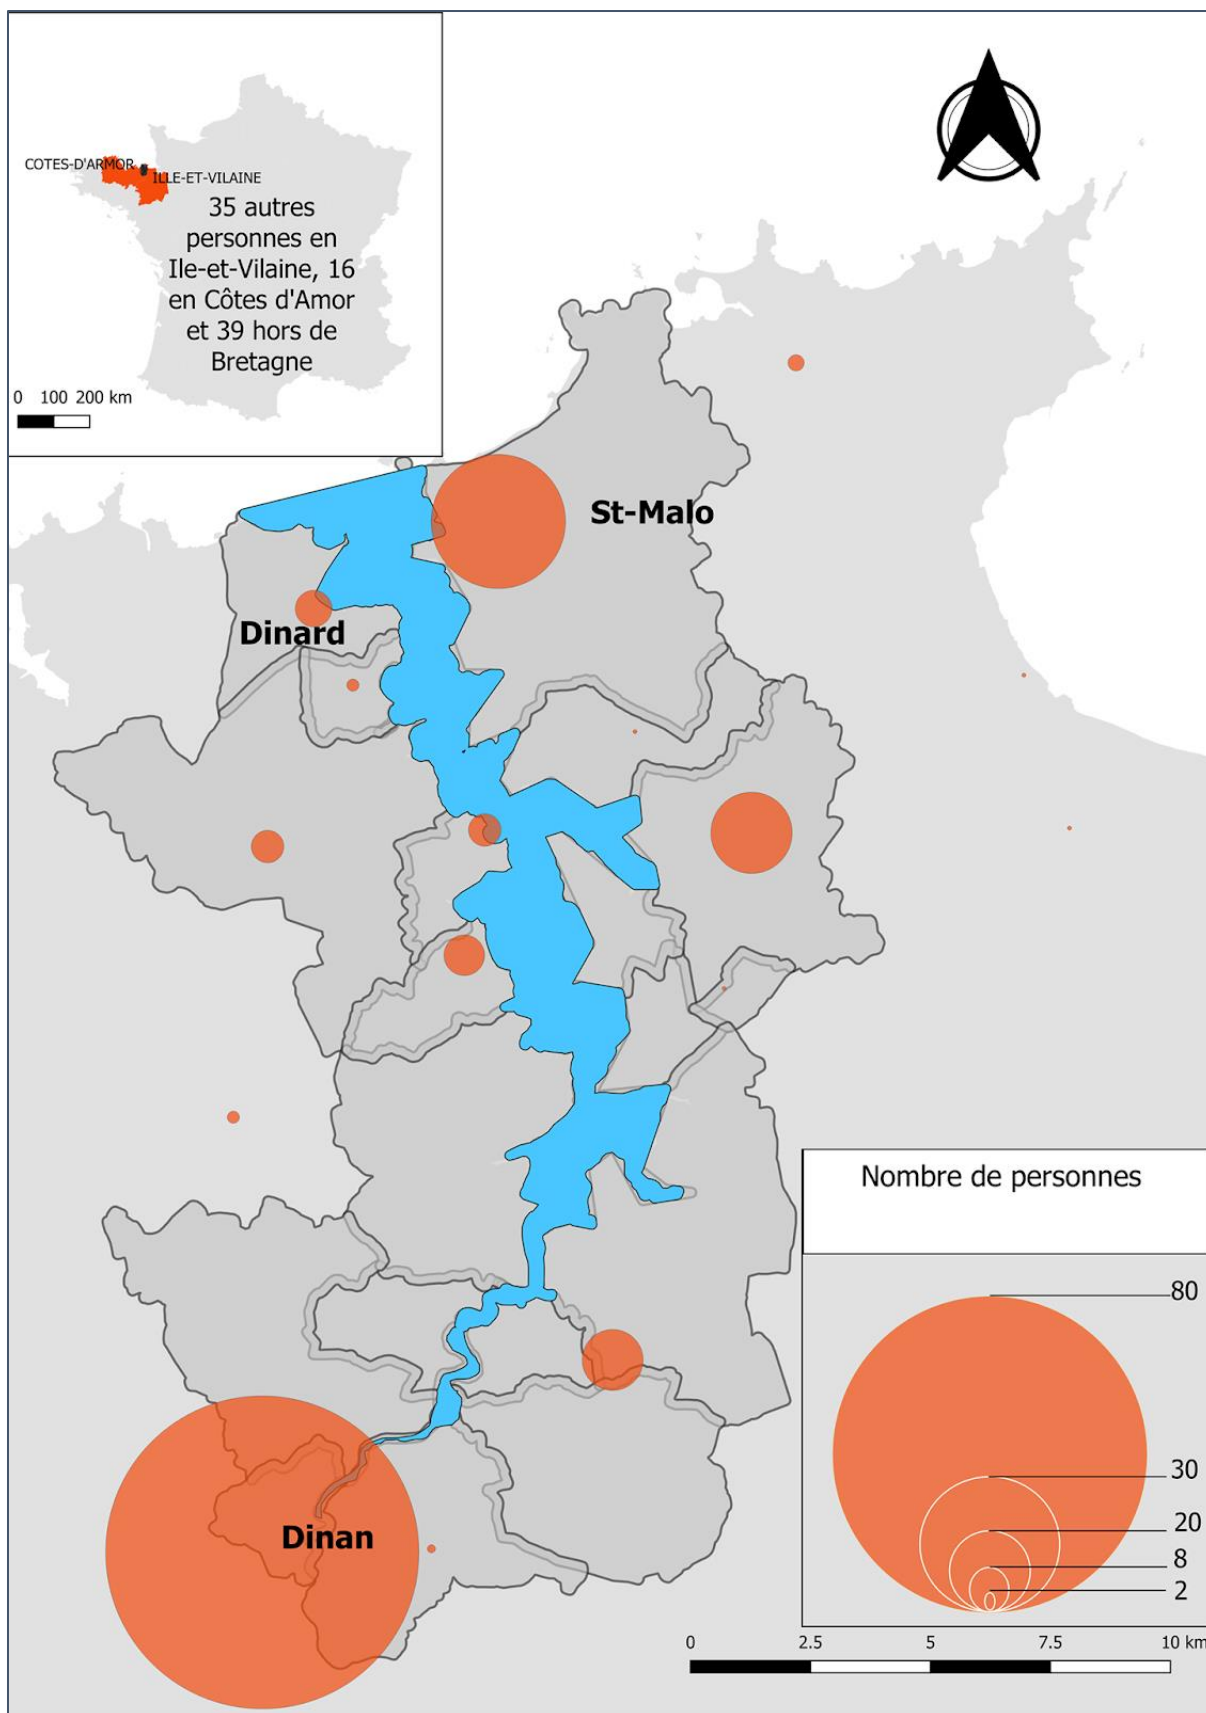 COTES-D'ARMOR
ILLE-ET-VILAINE
35 autres
personnes en
Ile-et-Vilaine, 16
en Côtes d'Amor
et 39 hors de
Bretagne
0 100 200 km
St-Malo
Dinard
Dinan
Nombre de personnes
80
30
20
8
2
0 2.5 5 7.5 10 km